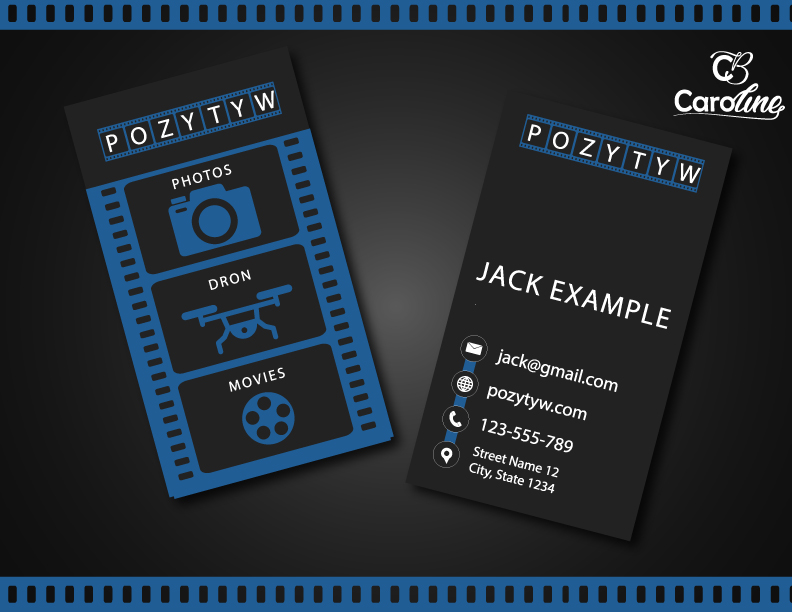 POZYTYW
PHOTOS
DRON
MOVIES
POZYTYW
JACK EXAMPLE
jack@gmail.com
pozytyw.com
123-555-789
Street Name 12
City, State 1234
CB
Caroline